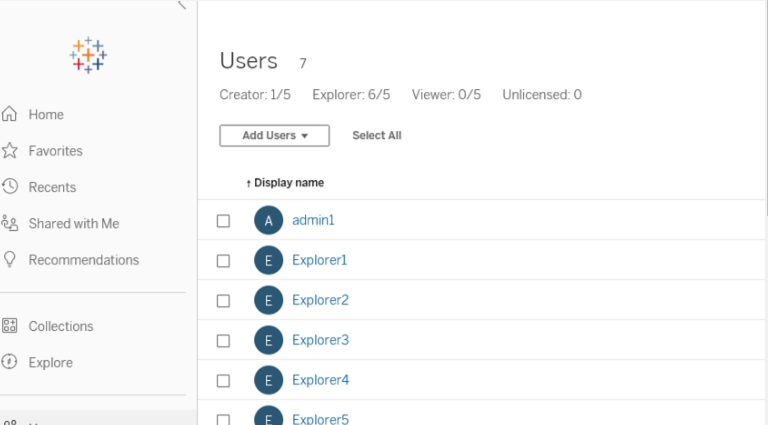 Users 7
Creator: 1/5 Explorer: 6/5 Viewer: 0/5 Unlicensed: 0
Add Users Select All
↑ Display name
A admin1
E Explorer1
E Explorer2
E Explorer3
E Explorer4
E Explorer5
Home
Favorites
Recents
Shared with Me
Recommendations
Collections
Explore